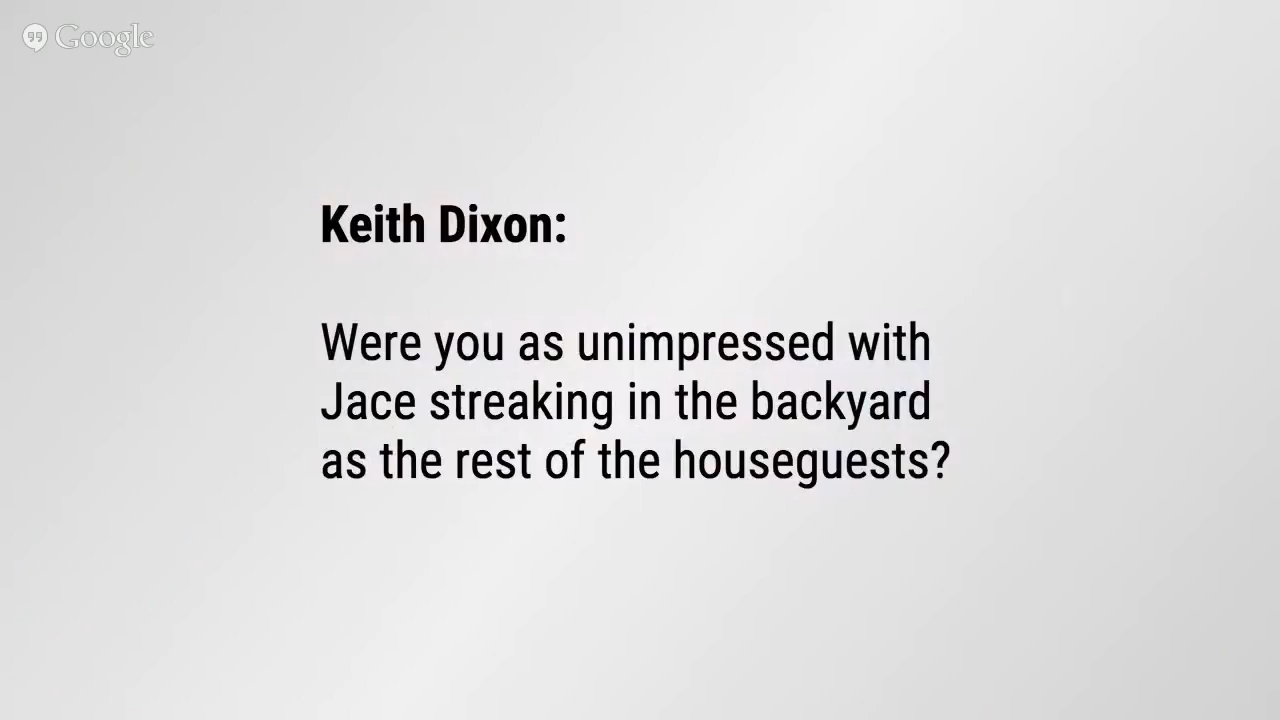 Google
Keith Dixon:
Were you as unimpressed with
Jace streaking in the backyard
as the rest of the houseguests?